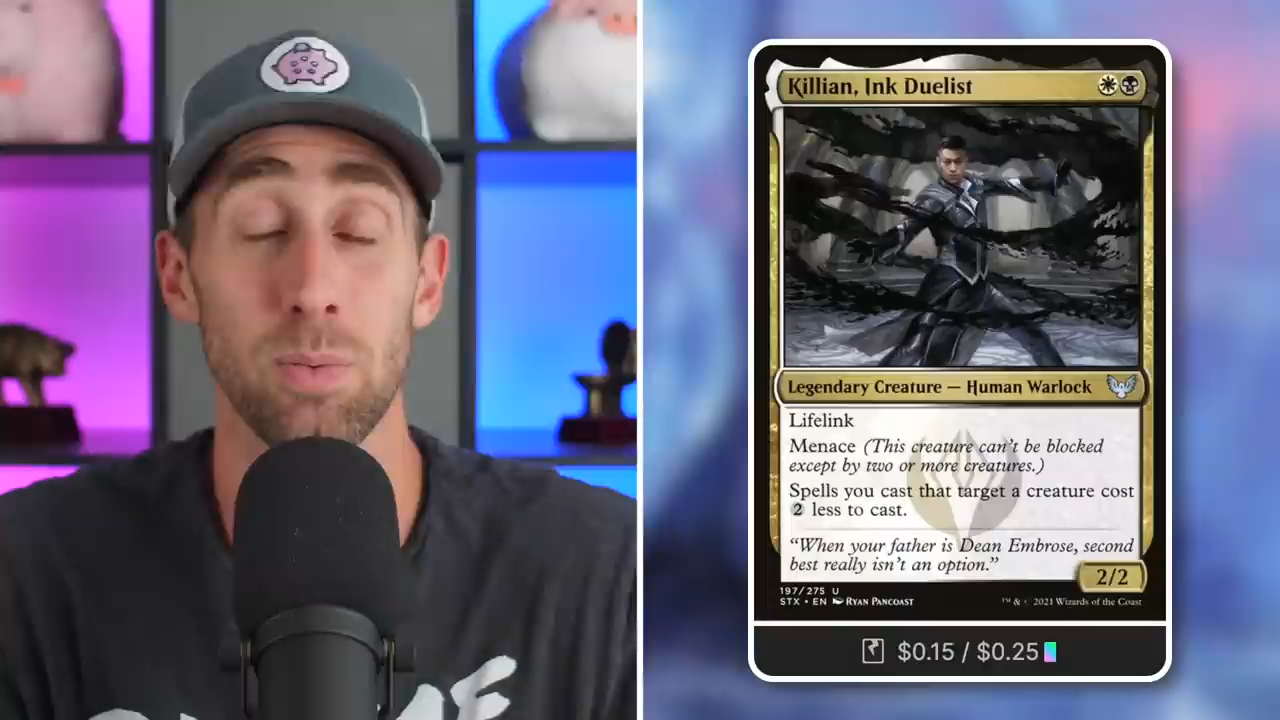 Killian, Ink Duelist
Legendary Creature — Human Warlock
Lifelink
Menace (This creature can't be blocked
except by two or more creatures.)
Spells you cast that target a creature cost
2 less to cast.
"When your father is Dean Embrose, second
best really isn't an option."
2/2
197/275 U
STX • EN Ryan Pancoast
™ & © 2021 Wizards of the Coast
$0.15 / $0.25